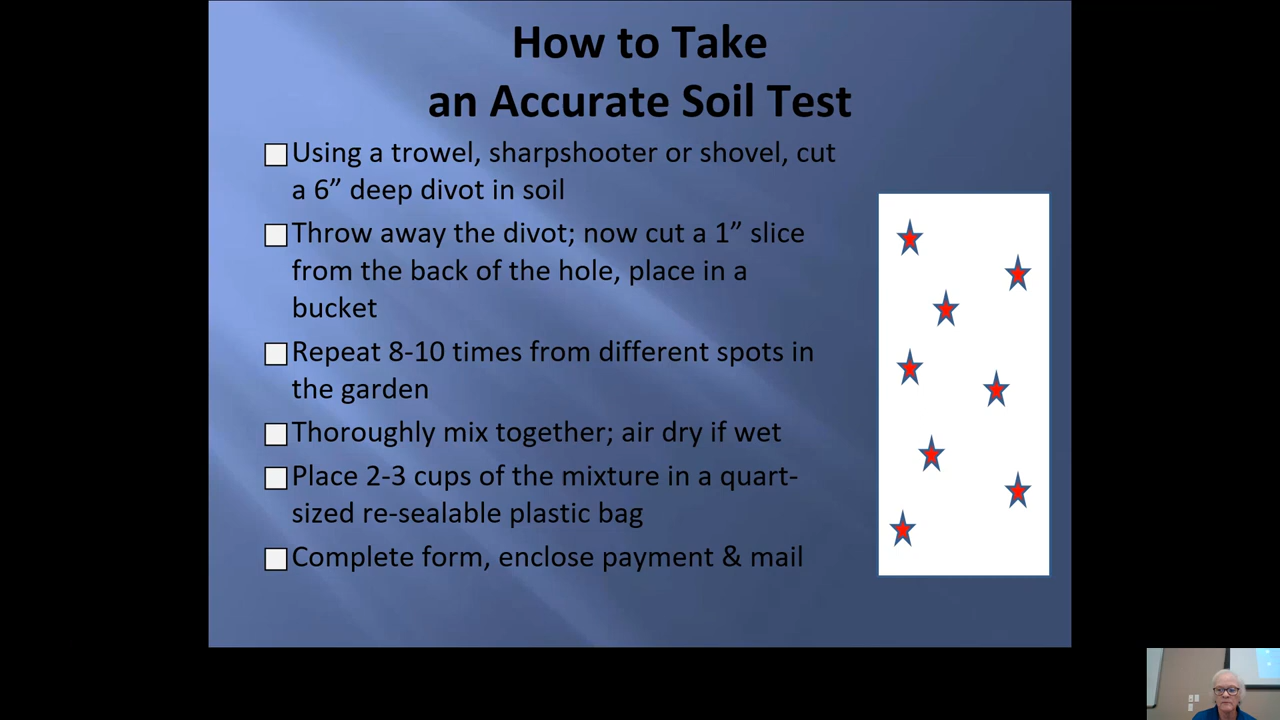 How to Take
an Accurate Soil Test
Using a trowel, sharpshooter or shovel, cut
a 6” deep divot in soil
Throw away the divot; now cut a 1” slice
from the back of the hole, place in a
bucket
Repeat 8-10 times from different spots in
the garden
Thoroughly mix together; air dry if wet
Place 2-3 cups of the mixture in a quart-
sized re-sealable plastic bag
Complete form, enclose payment & mail